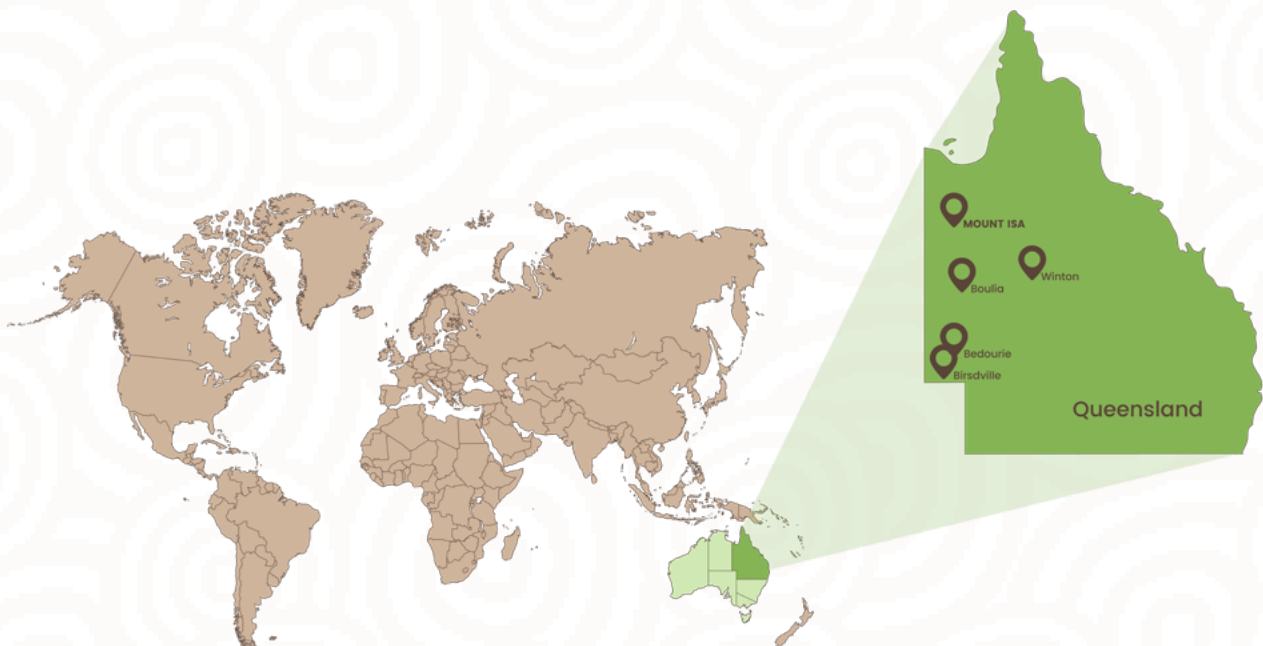 MOUNT ISA
Winton
Boulia
Bedourie
Birsdville
Queensland